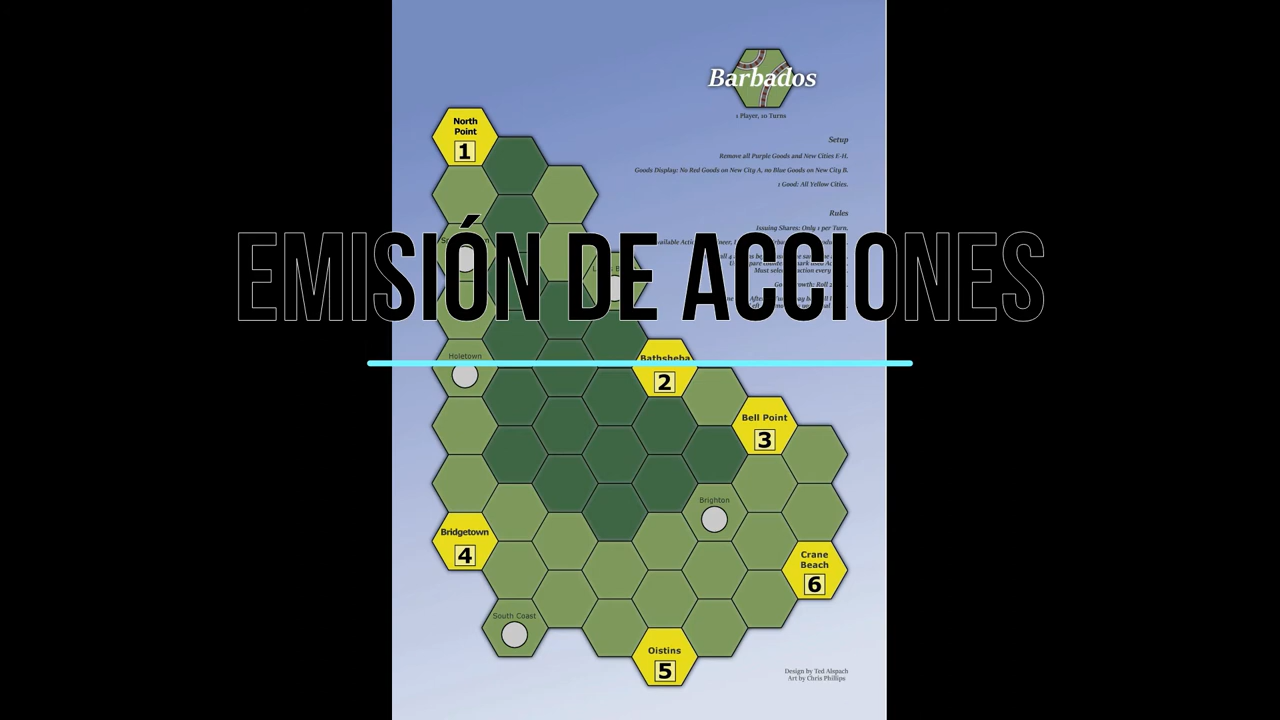 Barbados
1 Player, 10 Turns
Setup
Remove all Purple Goods and New Cities E-H.
Goods Display: No Red Goods on New City A, no Blue Goods on New City B.
1 Good: All Yellow Cities.
Rules
Issuing Shares: Only 1 per Turn.
North
Point
1
EMISIÓN DE ACCIONES
Holetown
Bathsheba
2
Bell Point
3
Brighton
Bridgetown
4
Crane
Beach
6
South Coast
Oistins
5
Design by Ted Alspach
Art by Chris Phillips